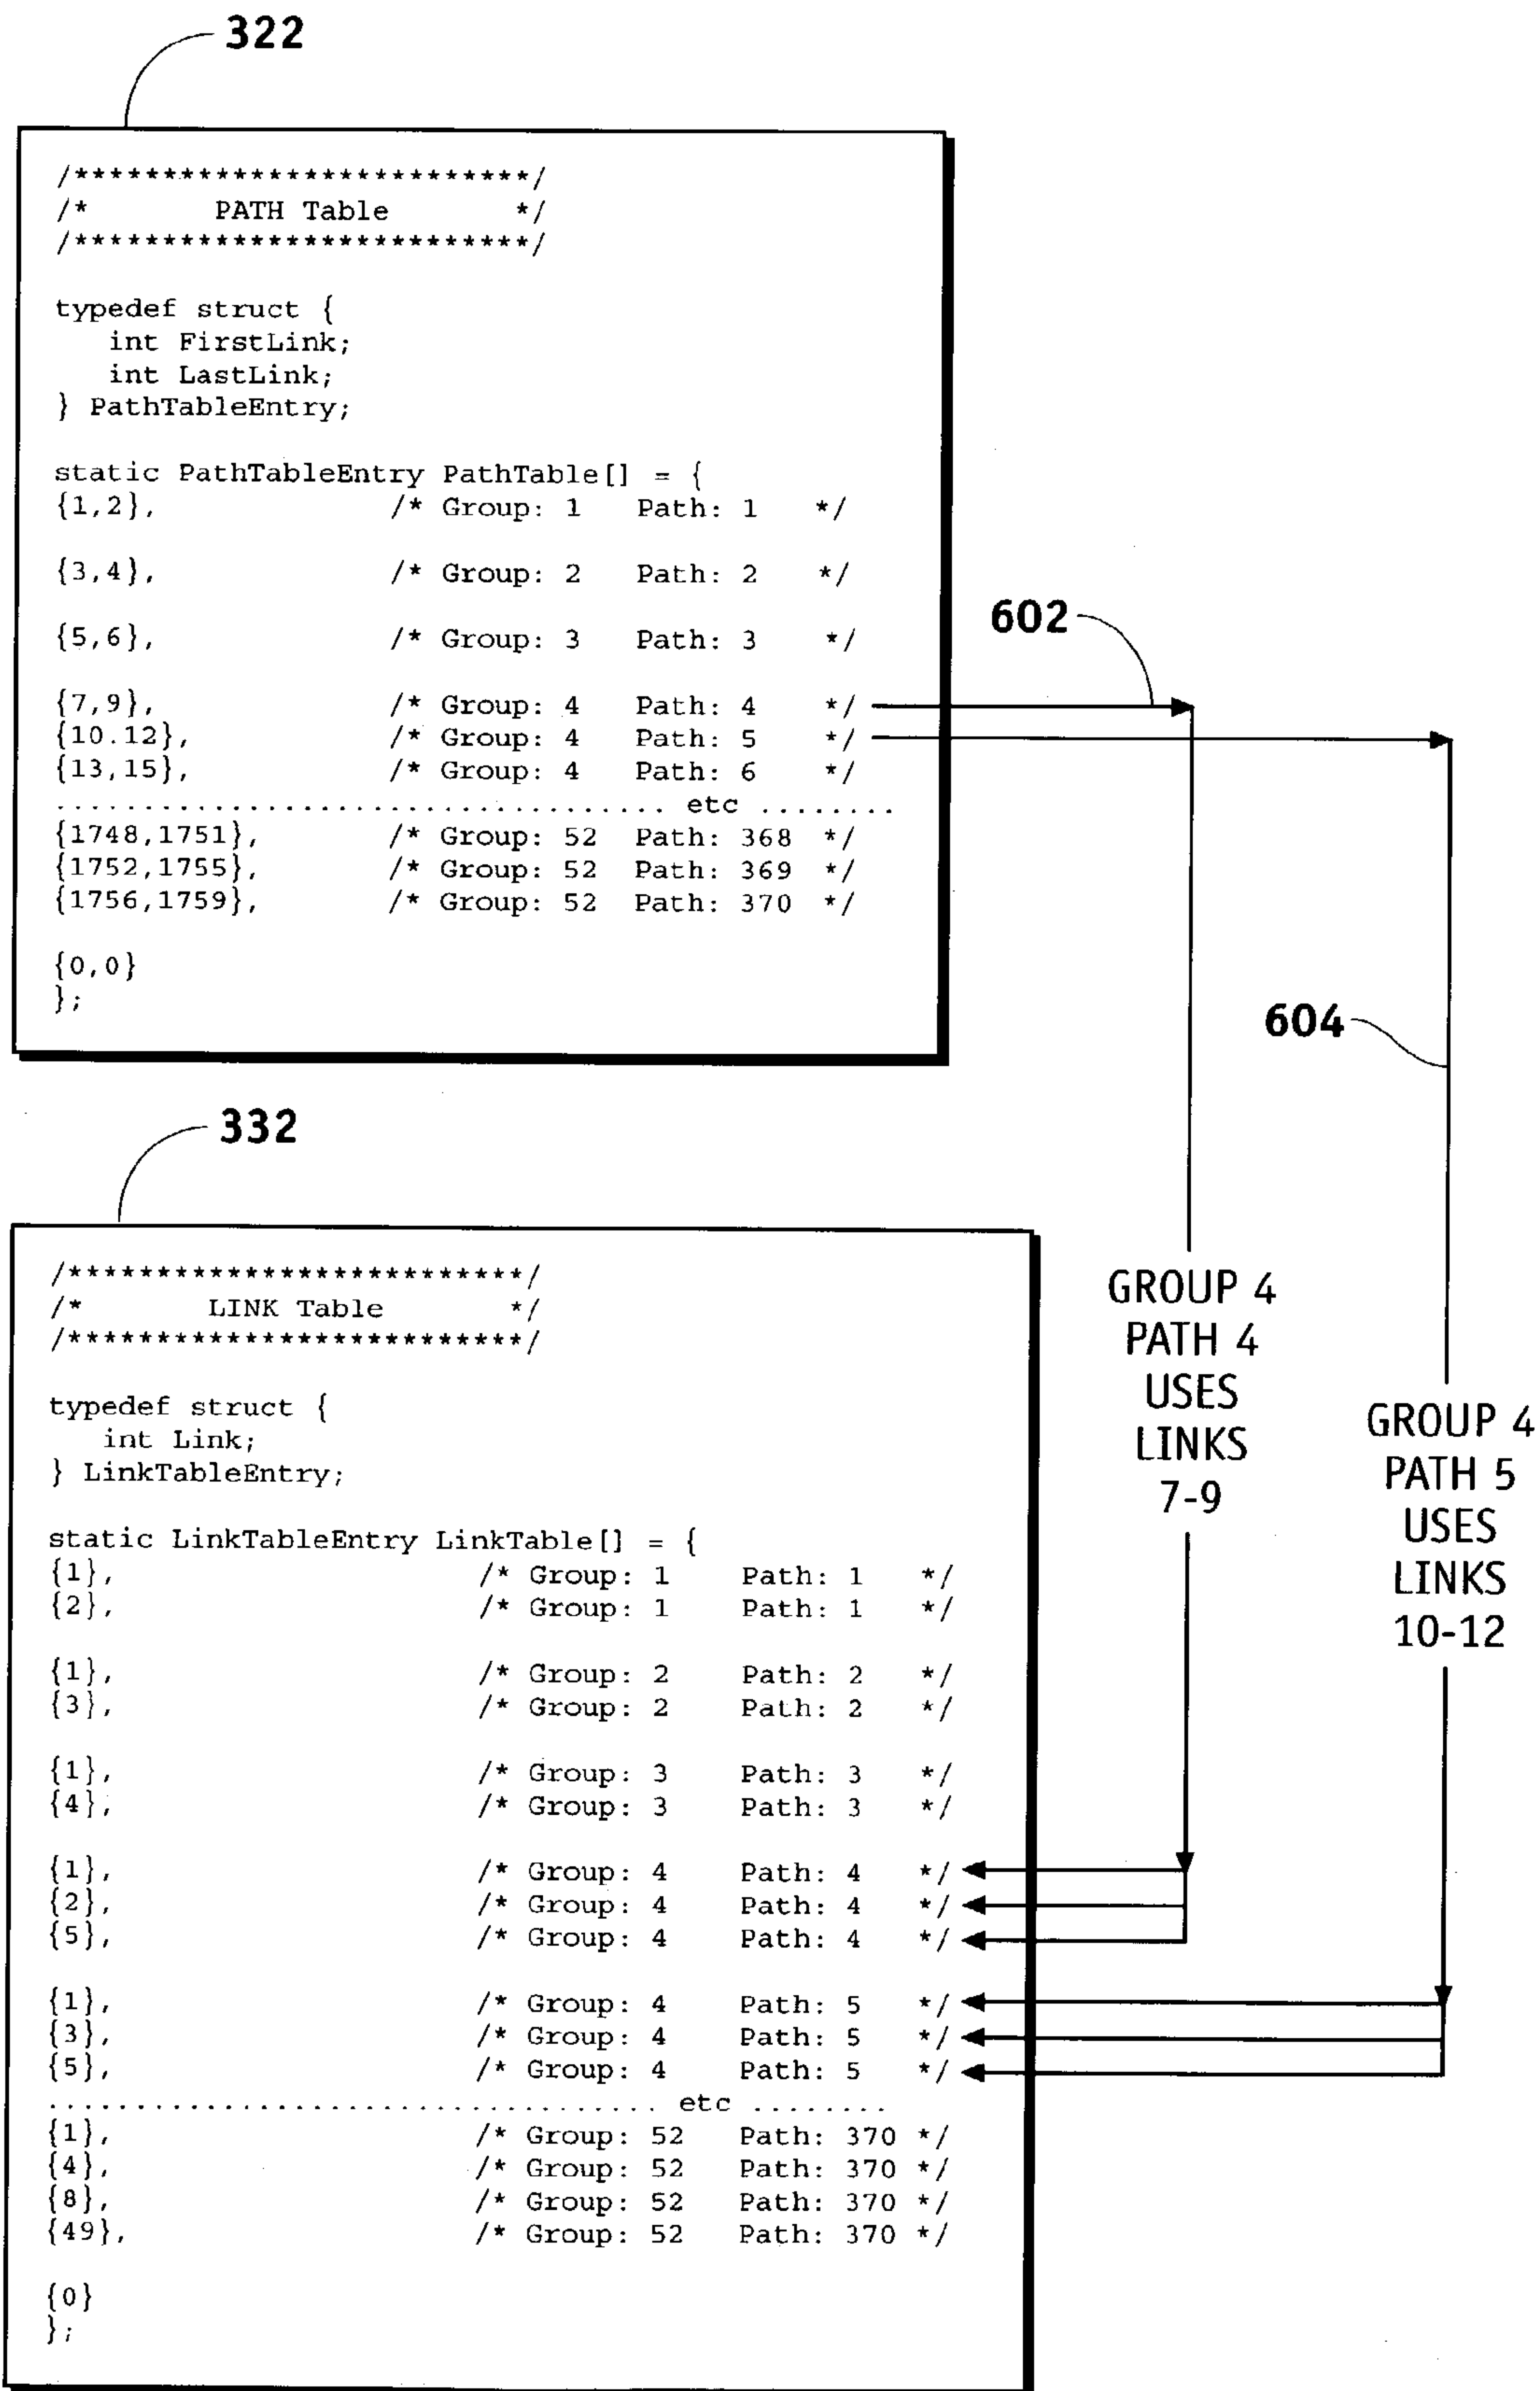 322
/**************************/
/* PATH Table */
/**************************/
typedef struct {
int FirstLink;
int LastLink;
} PathTableEntry;
static PathTableEntry PathTable[] = {
{1,2}, /* Group: 1 Path: 1 */
{3,4}, /* Group: 2 Path: 2 */
{5,6}, /* Group: 3 Path: 3 */
{7,9}, /* Group: 4 Path: 4 */
{10.12}, /* Group: 4 Path: 5 */
{13,15}, /* Group: 4 Path: 6 */
.................................. etc ........
{1748,1751}, /* Group: 52 Path: 368 */
{1752,1755}, /* Group: 52 Path: 369 */
{1756,1759}, /* Group: 52 Path: 370 */
{0,0}
};
602
604
332
/**************************/
/* LINK Table */
/**************************/
typedef struct {
int Link;
} LinkTableEntry;
static LinkTableEntry LinkTable[] = {
{1}, /* Group: 1 Path: 1 */
{2}, /* Group: 1 Path: 1 */
{1}, /* Group: 2 Path: 2 */
{3}, /* Group: 2 Path: 2 */
{1}, /* Group: 3 Path: 3 */
{4}, /* Group: 3 Path: 3 */
{1}, /* Group: 4 Path: 4 */
{2}, /* Group: 4 Path: 4 */
{5}, /* Group: 4 Path: 4 */
{1}, /* Group: 4 Path: 5 */
{3}, /* Group: 4 Path: 5 */
{5}, /* Group: 4 Path: 5 */
.................................. etc ........
{1}, /* Group: 52 Path: 370 */
{4}, /* Group: 52 Path: 370 */
{8}, /* Group: 52 Path: 370 */
{49}, /* Group: 52 Path: 370 */
{0}
};
GROUP 4
PATH 4
USES
LINKS
7-9
GROUP 4
PATH 5
USES
LINKS
10-12